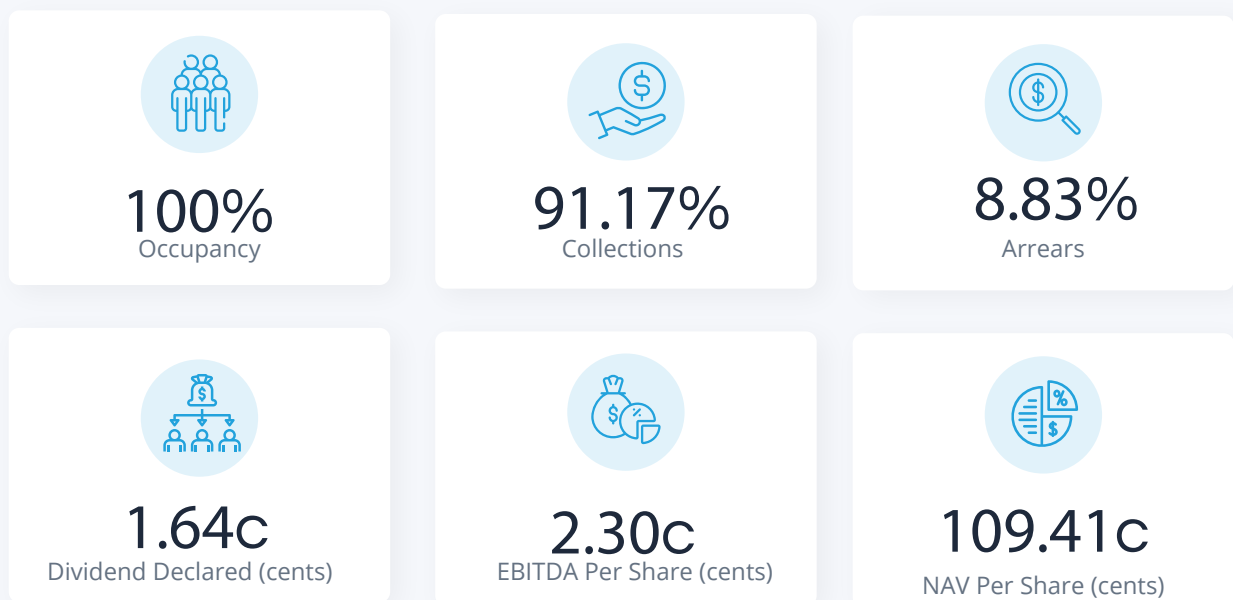 100%
Occupancy
91.17%
Collections
8.83%
Arrears
1.64c
Dividend Declared (cents)
2.30c
EBITDA Per Share (cents)
109.41c
NAV Per Share (cents)